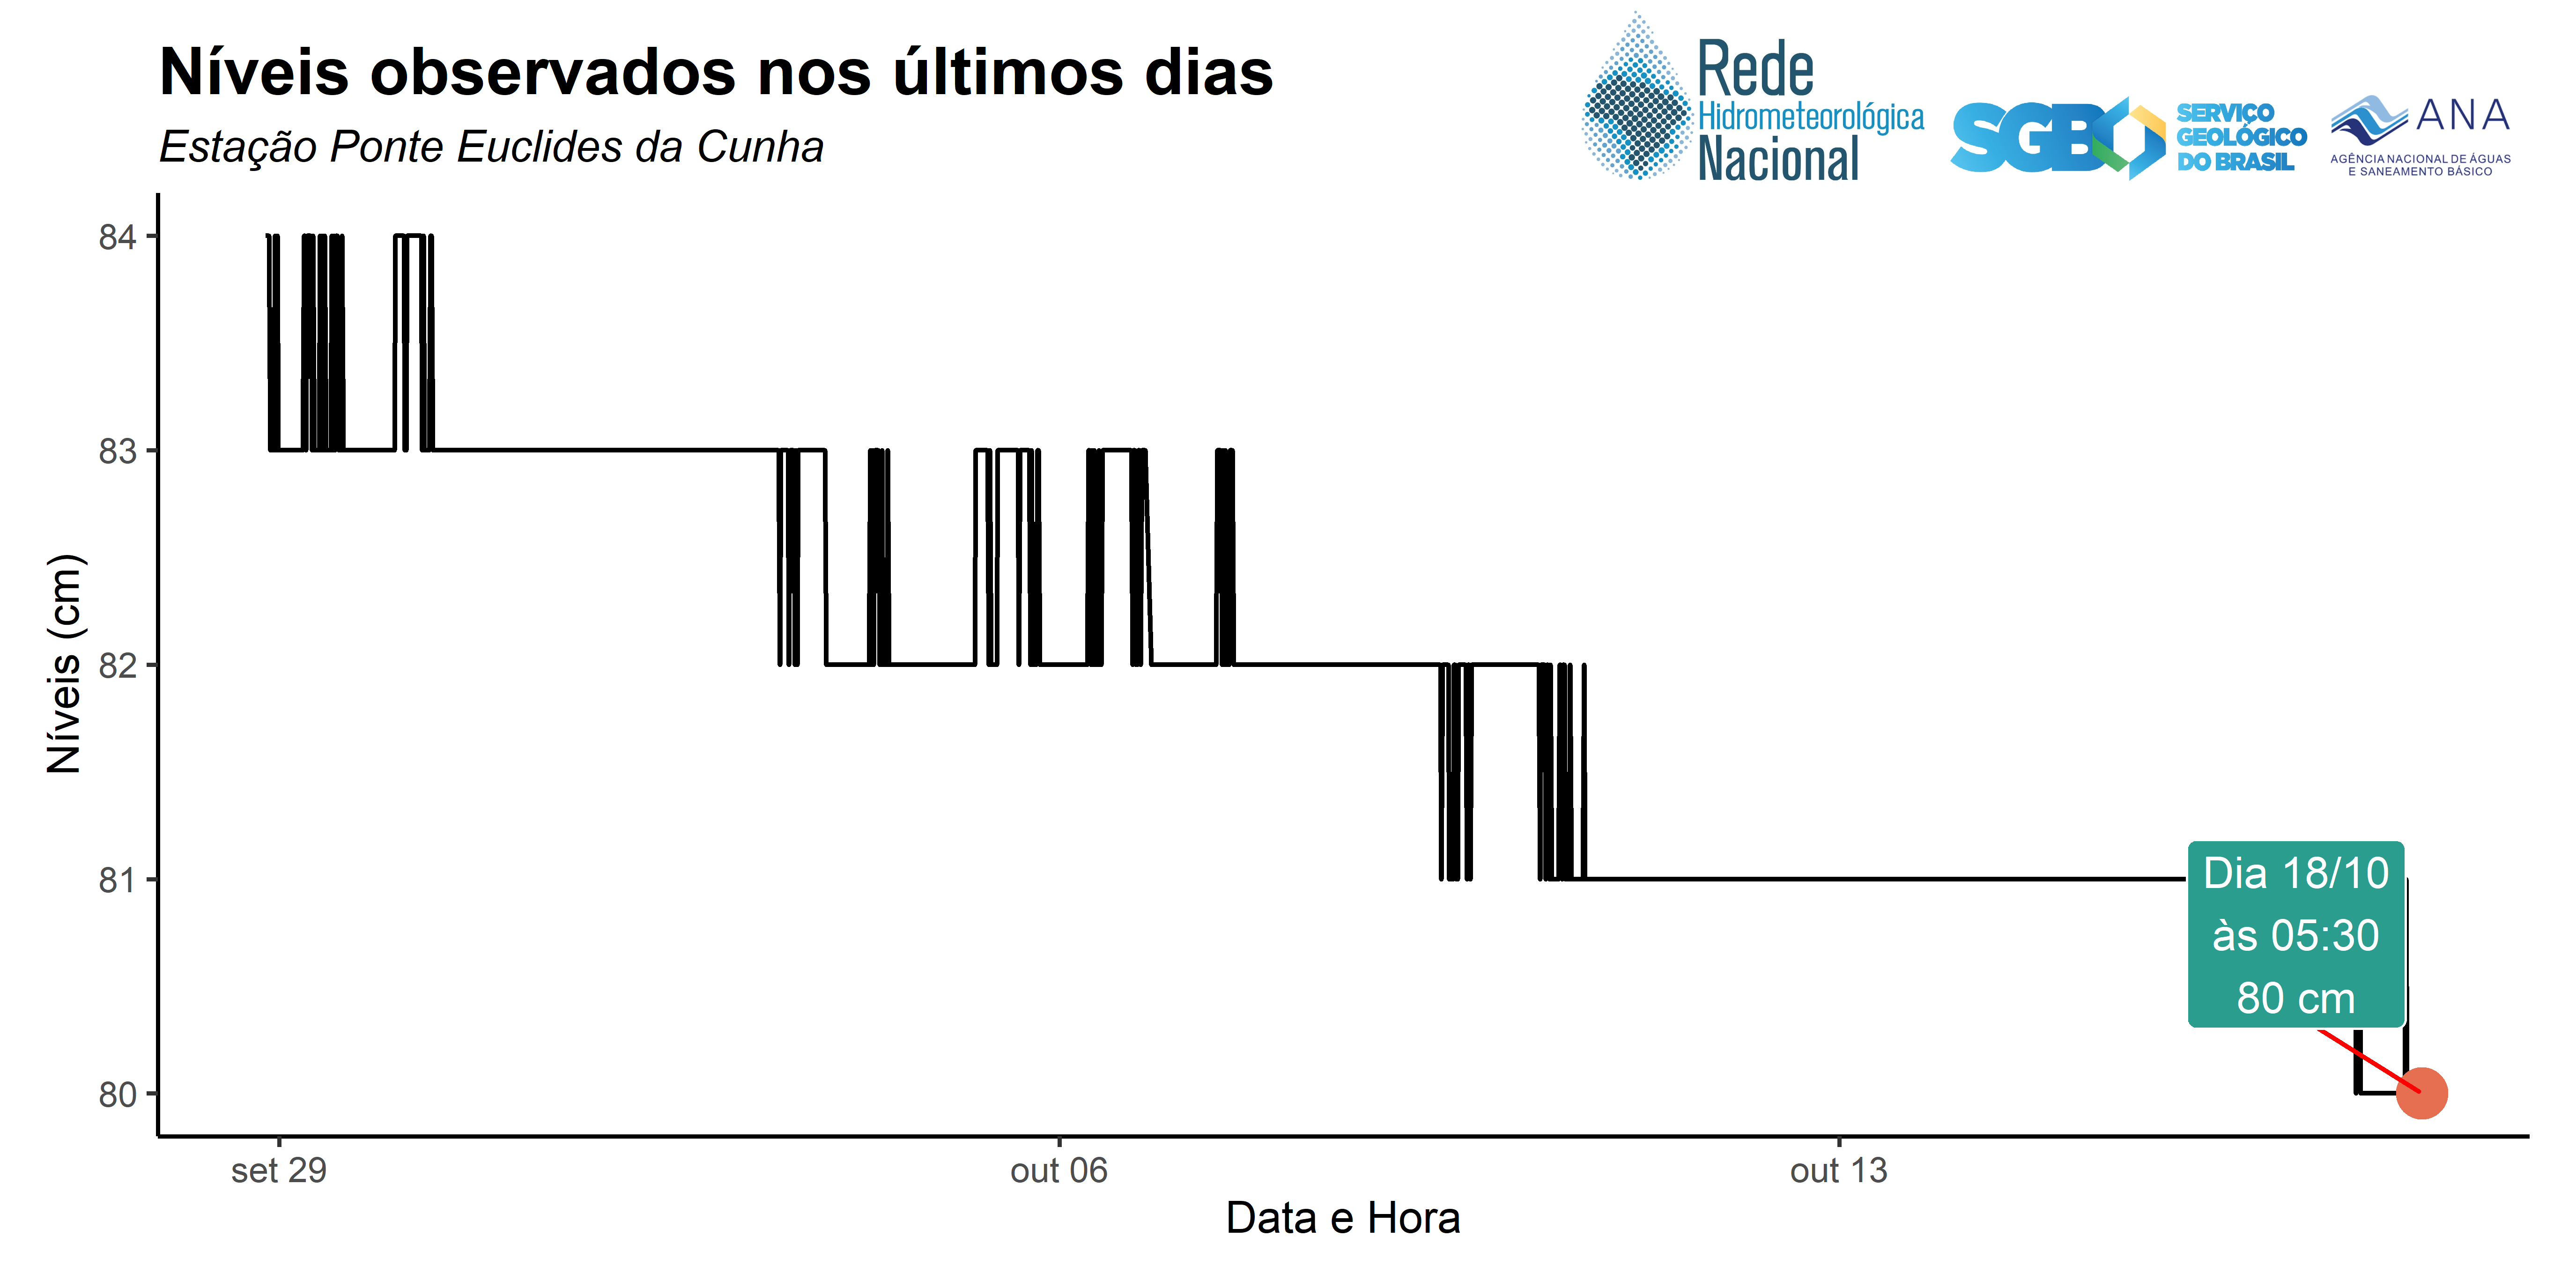 Níveis observados nos últimos dias
Estação Ponte Euclides da Cunha
Rede
Hidrometeorológica
Nacional
SGB
SERVIÇO
GEOLÓGICO
DO BRASIL
ANA
AGÊNCIA NACIONAL DE ÁGUAS
E SANEAMENTO BÁSICO
Níveis (cm)
84
83
82
81
80
Dia 18/10
às 05:30
80 cm
set 29
out 06
out 13
Data e Hora